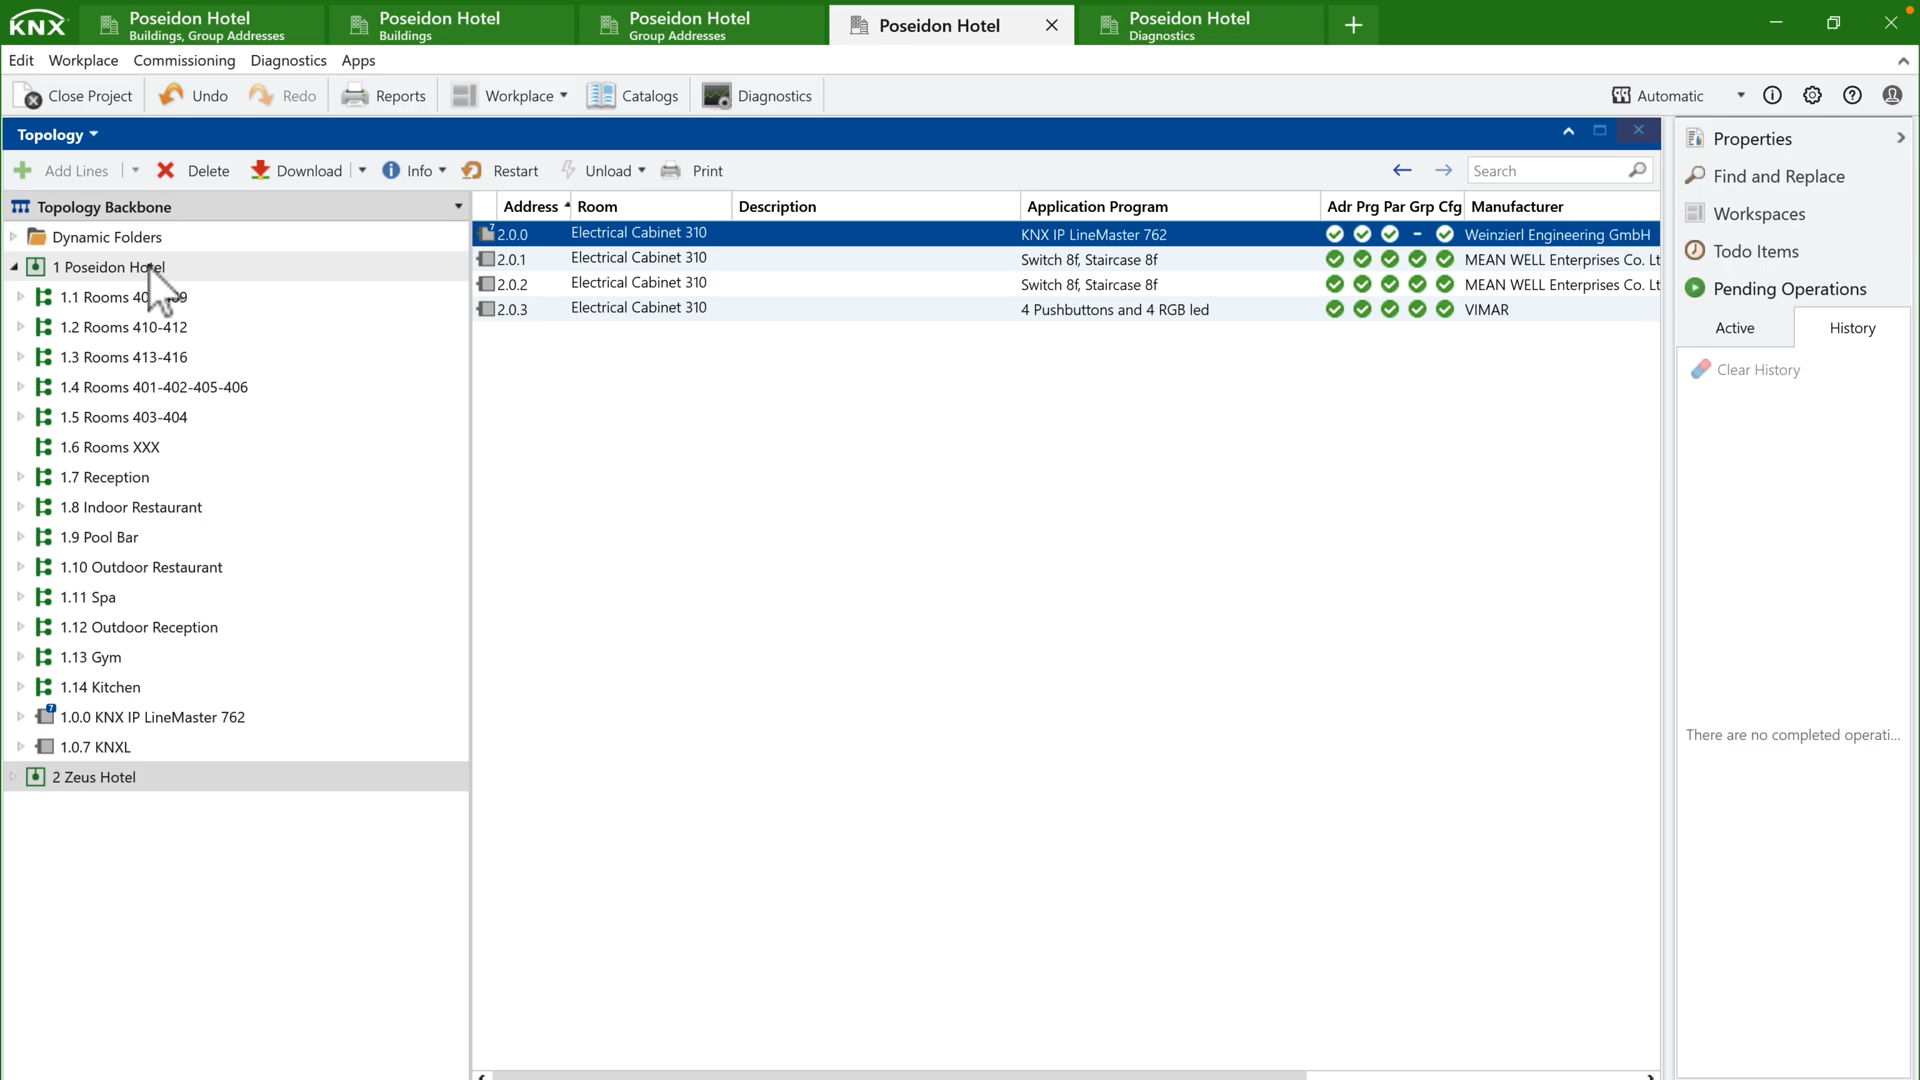 KNX
Poseidon Hotel
Buildings, Group Addresses
Poseidon Hotel
Buildings
Poseidon Hotel
Group Addresses
Poseidon Hotel
Poseidon Hotel
Diagnostics
Edit Workplace Commissioning Diagnostics Apps
Close Project Undo Redo Reports Workplace Catalogs Diagnostics Automatic
Topology
Add Lines Delete Download Info Restart Unload Print Search
Topology Backbone
Dynamic Folders
1 Poseidon Hotel
1.1 Rooms
1.2 Rooms 410-412
1.3 Rooms 413-416
1.4 Rooms 401-402-405-406
1.5 Rooms 403-404
1.6 Rooms XXX
1.7 Reception
1.8 Indoor Restaurant
1.9 Pool Bar
1.10 Outdoor Restaurant
1.11 Spa
1.12 Outdoor Reception
1.13 Gym
1.14 Kitchen
7
1.0.0 KNX IP LineMaster 762
1.0.7 KNXL
2 Zeus Hotel
Address Room Description Application Program Adr Prg Par Grp Cfg Manufacturer
7 2.0.0 Electrical Cabinet 310 KNX IP LineMaster 762 - Weinzierl Engineering GmbH
2.0.1 Electrical Cabinet 310 Switch 8f, Staircase 8f MEAN WELL Enterprises Co. Lt
2.0.2 Electrical Cabinet 310 Switch 8f, Staircase 8f MEAN WELL Enterprises Co. Lt
2.0.3 Electrical Cabinet 310 4 Pushbuttons and 4 RGB led VIMAR
Properties
Find and Replace
Workspaces
Todo Items
Pending Operations
Active History
Clear History
There are no completed operati...